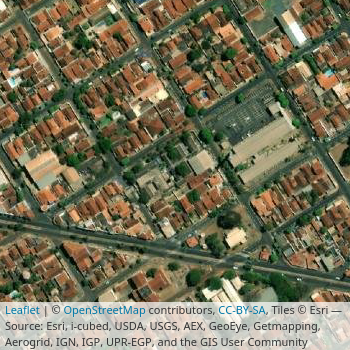 Leaflet | © OpenStreetMap contributors, CC-BY-SA, Tiles © Esri —
Source: Esri, i-cubed, USDA, USGS, AEX, GeoEye, Getmapping,
Aerogrid, IGN, IGP, UPR-EGP, and the GIS User Community